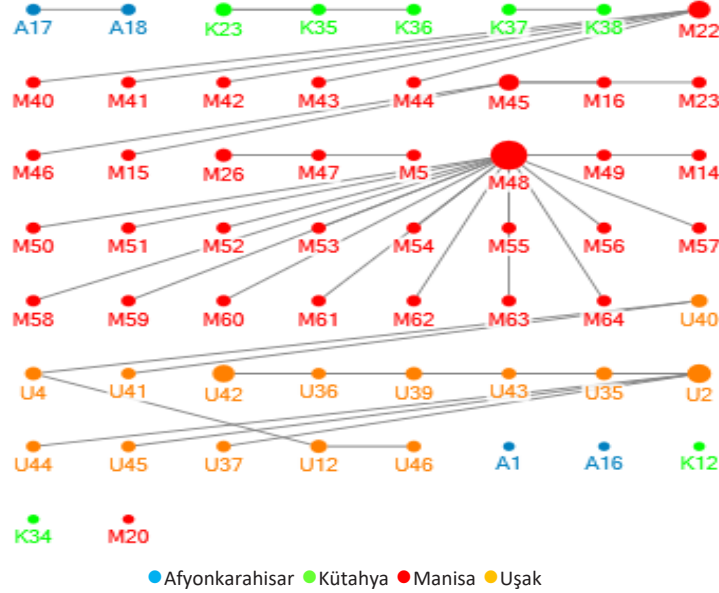 A17 A18 K23 K35 K36 K37 K38 M22
M40 M41 M42 M43 M44 M45 M16 M23
M46 M15 M26 M47 M5 M48 M49 M14
M50 M51 M52 M53 M54 M55 M56 M57
M58 M59 M60 M61 M62 M63 M64 U40
U4 U41 U42 U36 U39 U43 U35 U2
U44 U45 U37 U12 U46 A1 A16 K12
K34 M20
Afyonkarahisar Kütahya Manisa Uşak